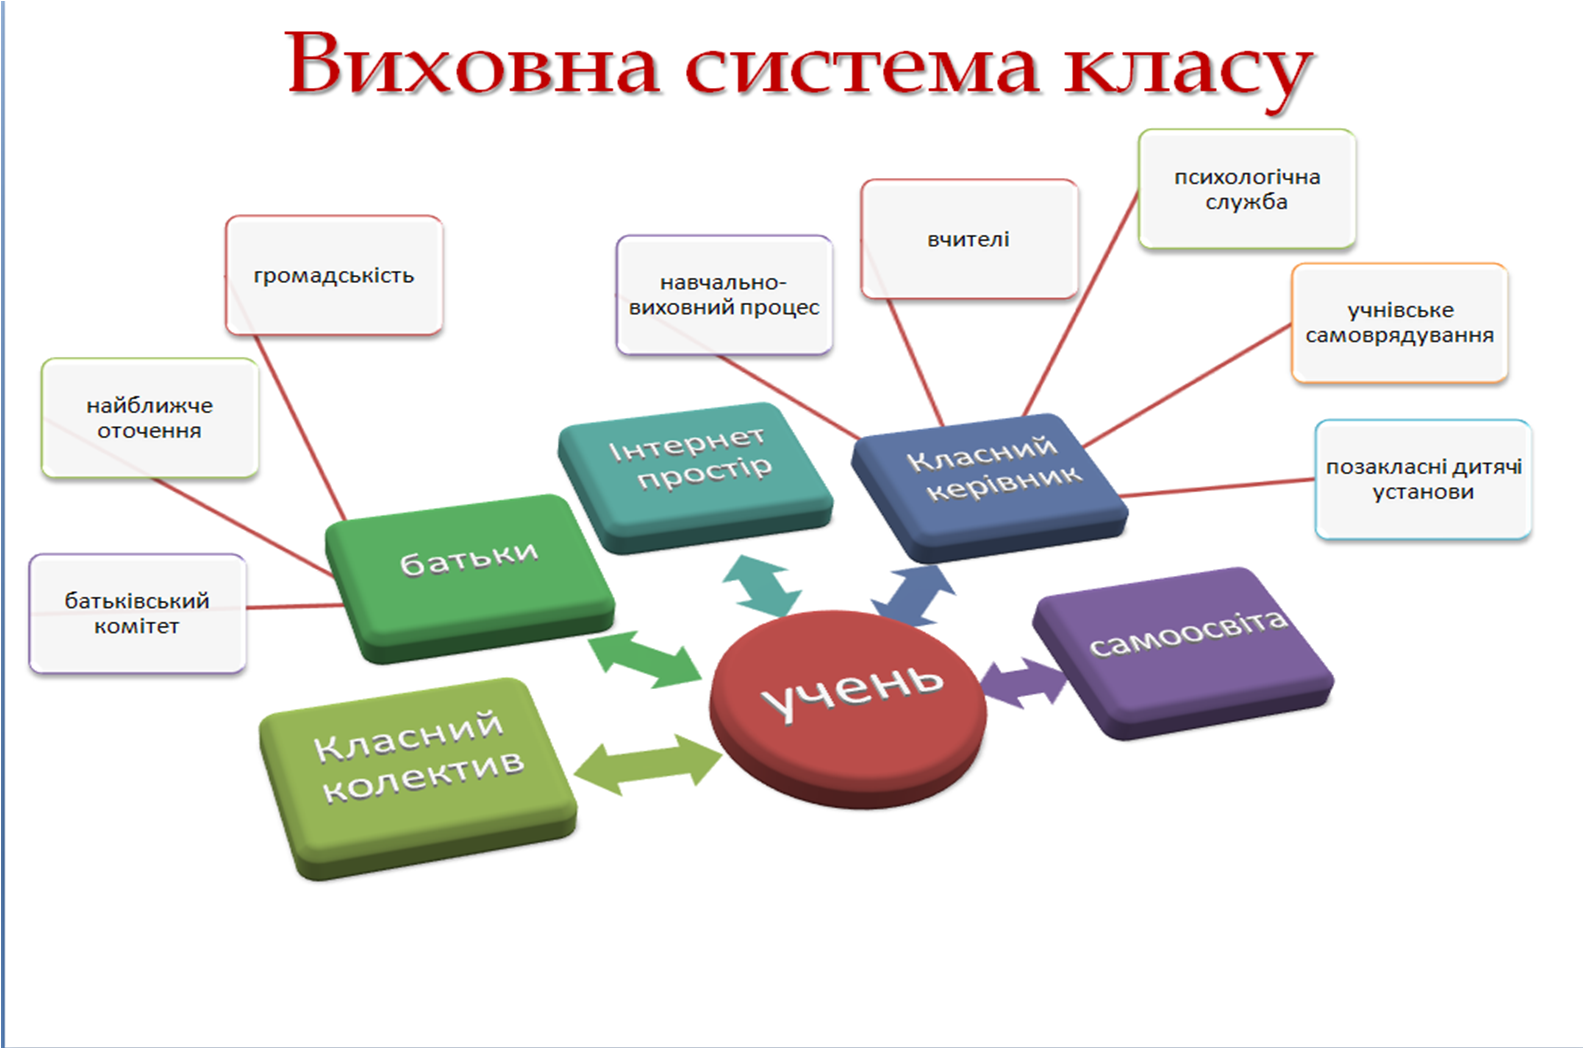 Виховна система класу
психологічна
служба
вчителі
громадськість
навчально-
виховний процес
учнівське
самоврядування
найближче
оточення
Інтернет
простір
Класний
керівник
позакласні дитячі
установи
батьки
батьківський
комітет
самоосвіта
учень
Класний
колектив